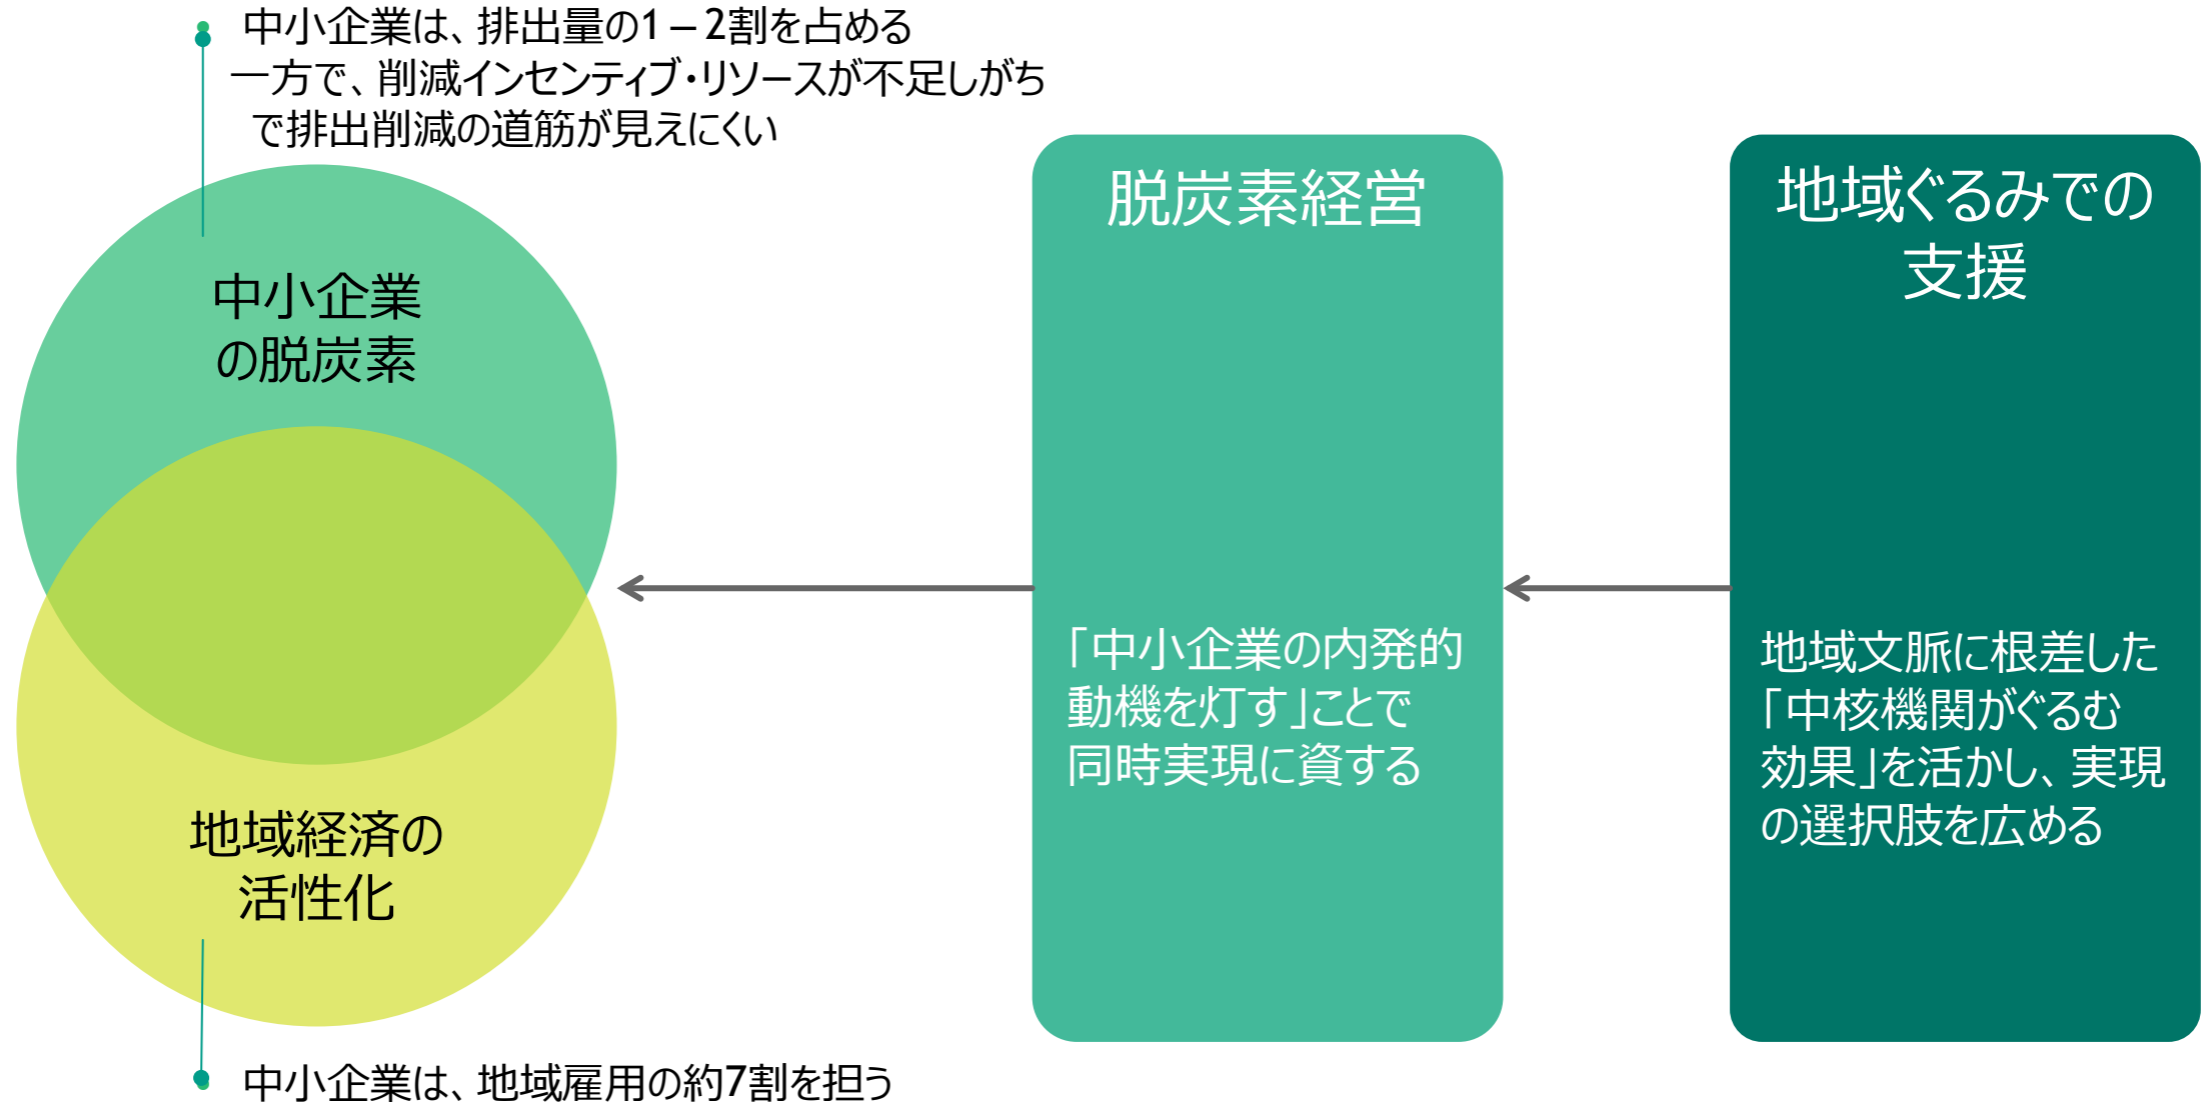 中小企業は、排出量の1－2割を占める
一方で、削減インセンティブ・リソースが不足しがち
で排出削減の道筋が見えにくい
中小企業
の脱炭素
地域経済の
活性化
中小企業は、地域雇用の約7割を担う
脱炭素経営
「中小企業の内発的
動機を灯す」ことで
同時実現に資する
地域ぐるみでの
支援
地域文脈に根差した
「中核機関がぐるむ
効果」を活かし、実現
の選択肢を広める